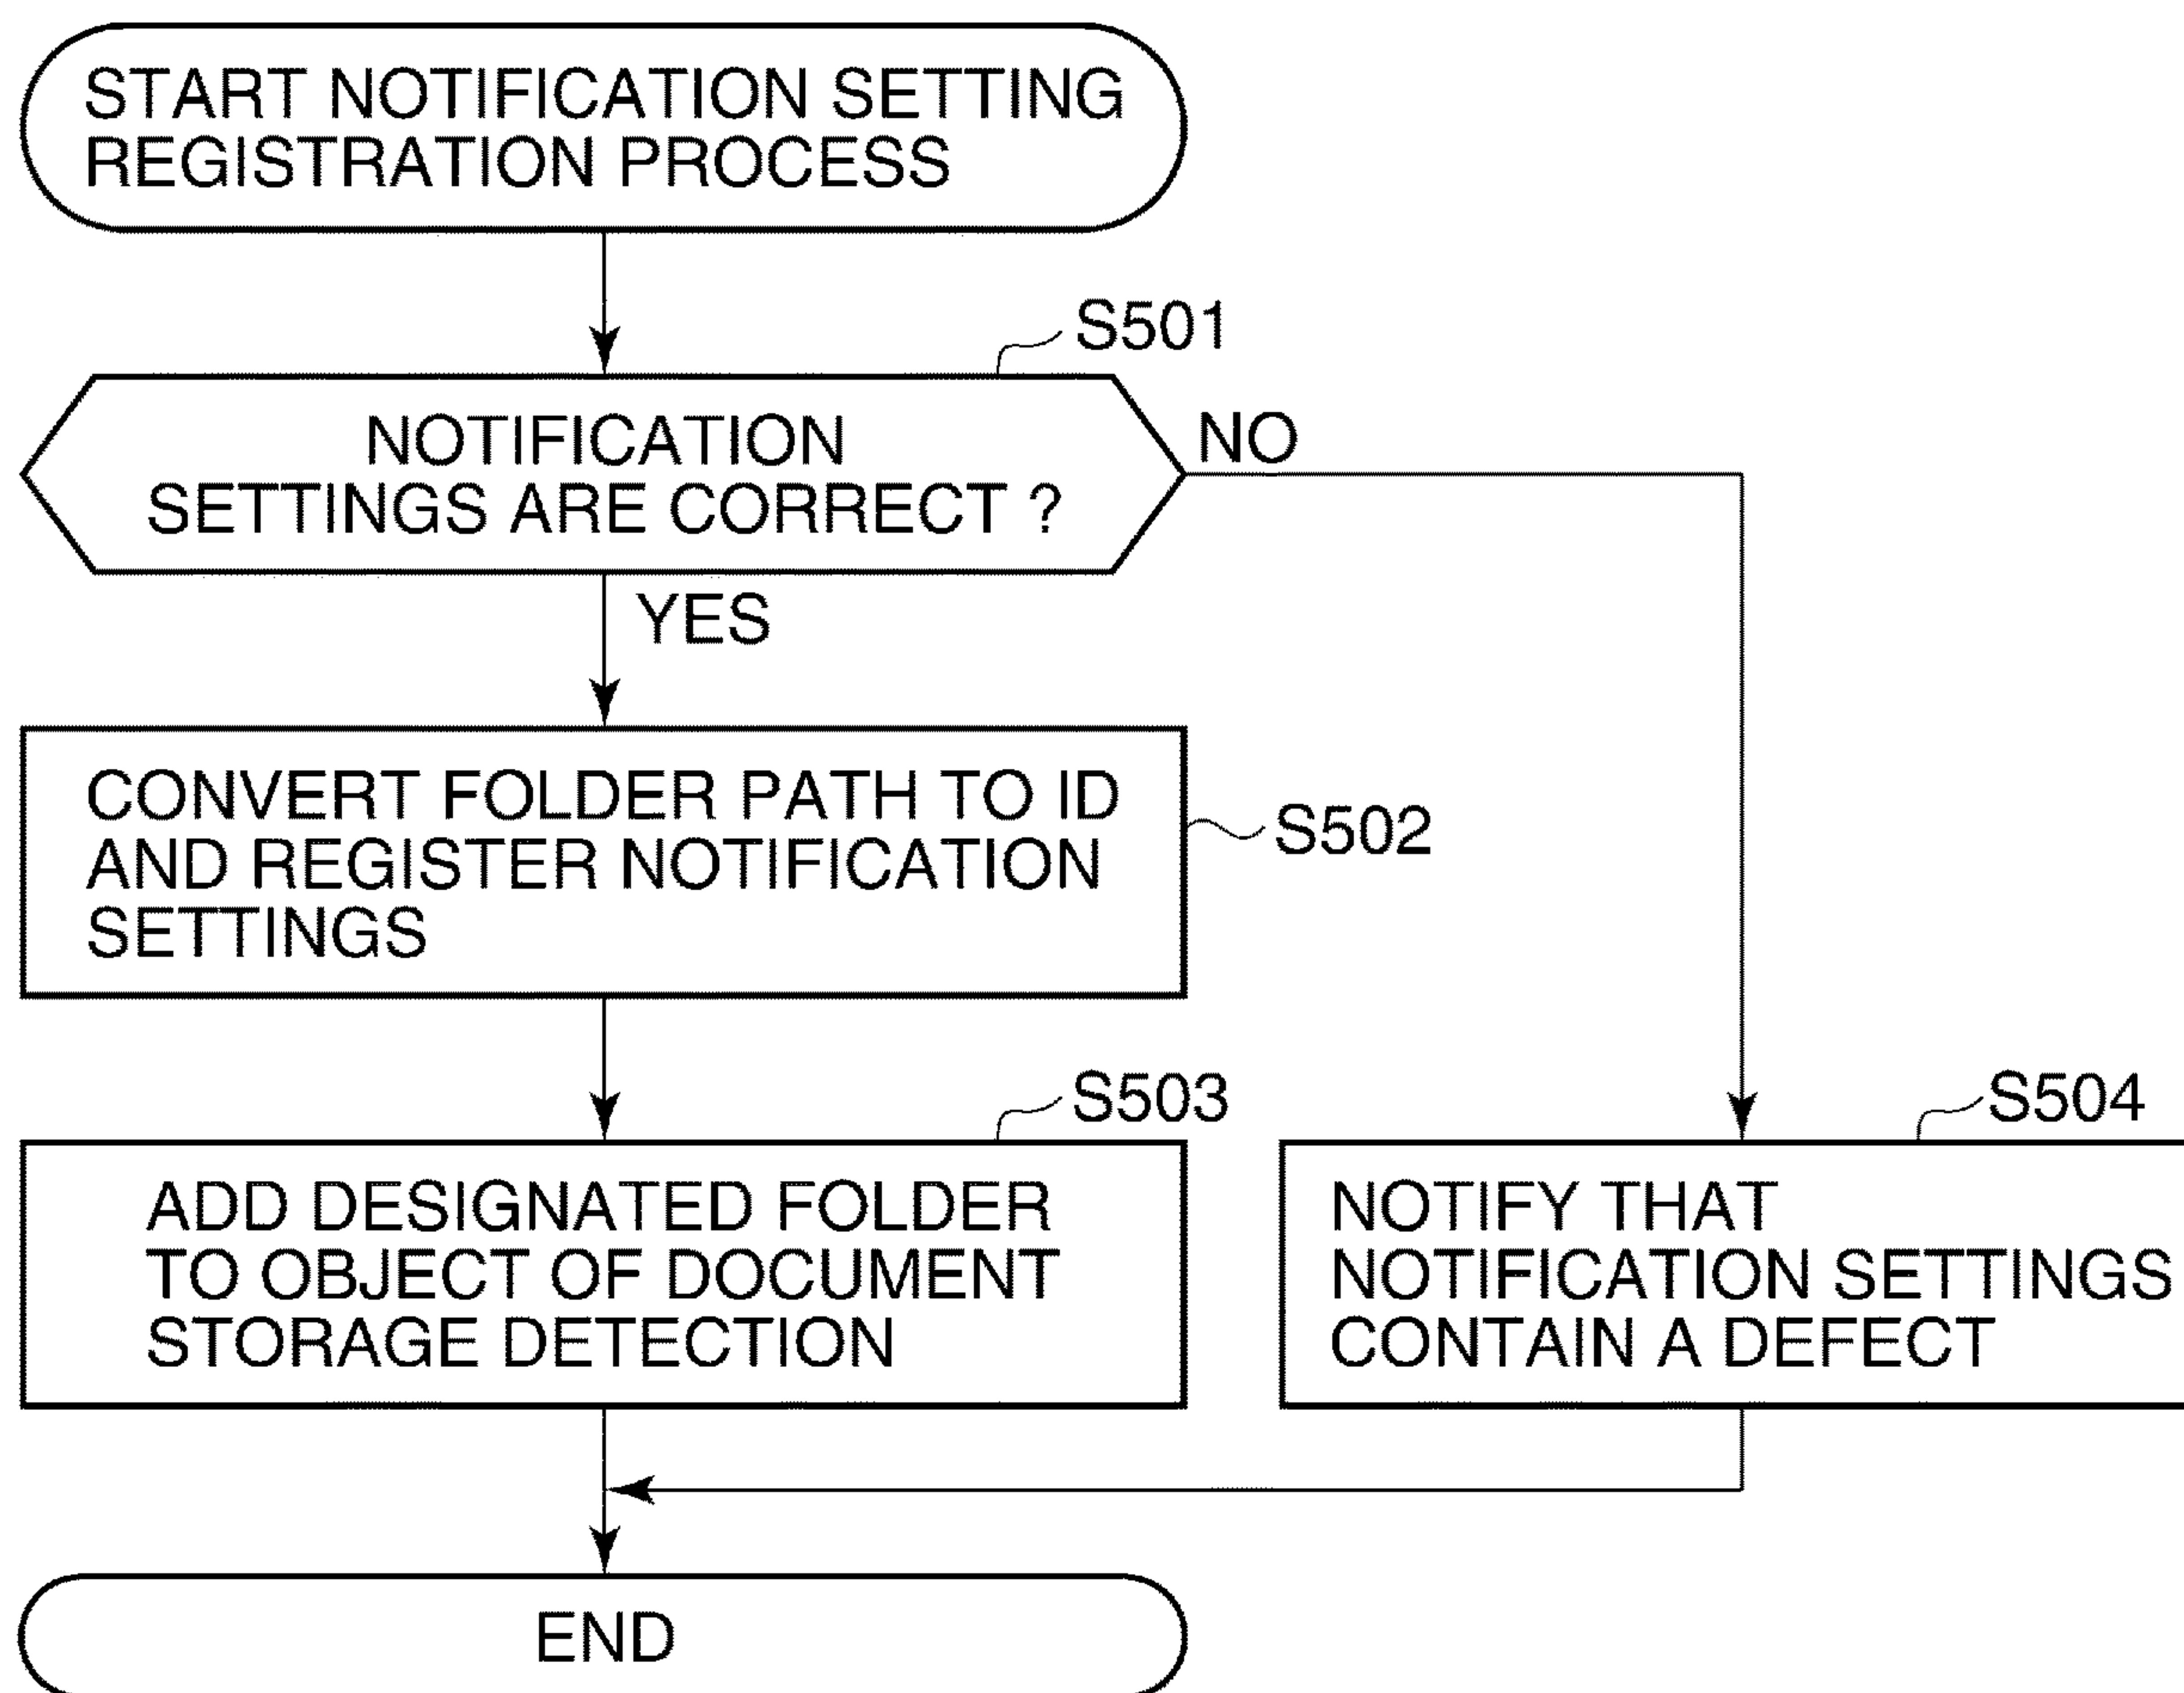 START NOTIFICATION SETTING
REGISTRATION PROCESS
S501
NOTIFICATION
SETTINGS ARE CORRECT ?
NO
YES
CONVERT FOLDER PATH TO ID
AND REGISTER NOTIFICATION
SETTINGS
S502
S503
ADD DESIGNATED FOLDER
TO OBJECT OF DOCUMENT
STORAGE DETECTION
S504
NOTIFY THAT
NOTIFICATION SETTINGS
CONTAIN A DEFECT
END